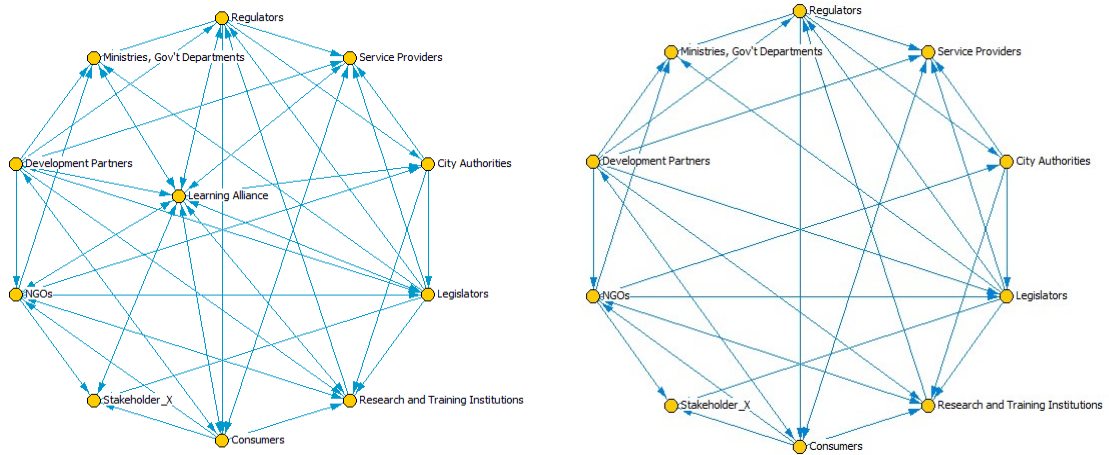 Regulators
Ministries, Gov't Departments
Service Providers
Development Partners
City Authorities
Learning Alliance
NGOs
Legislators
Stakeholder_X
Research and Training Institutions
Consumers
Regulators
Ministries, Gov't Departments
Service Providers
Development Partners
City Authorities
NGOs
Legislators
Stakeholder_X
Research and Training Institutions
Consumers